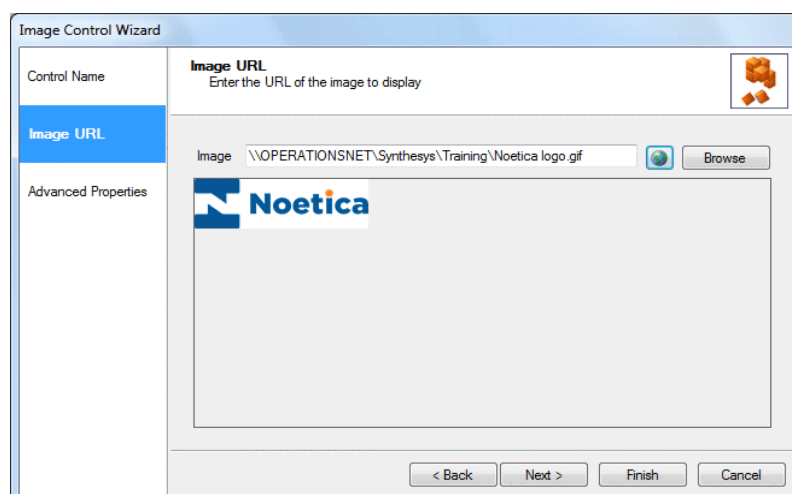 Image Control Wizard
Control Name
Image URL
Advanced Properties
Image URL
Enter the URL of the image to display
Image \\OPERATIONSNET\Synthesys\Training\Noetica logo.gif Browse
Noetica
< Back Next > Finish Cancel